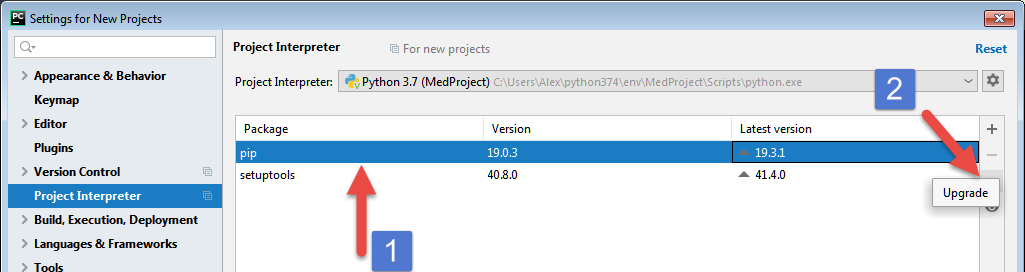 PC Settings for New Projects
Project Interpreter
For new projects
Reset
Appearance & Behavior
Keymap
Editor
Plugins
Version Control
Project Interpreter
Build, Execution, Deployment
Languages & Frameworks
Tools
Project Interpreter: Python 3.7 (MedProject) C:\Users\Alex\python374\env\MedProject\Scripts\python.exe
2
Package Version Latest version
pip 19.0.3 19.3.1
setuptools 40.8.0 41.4.0
Upgrade
1